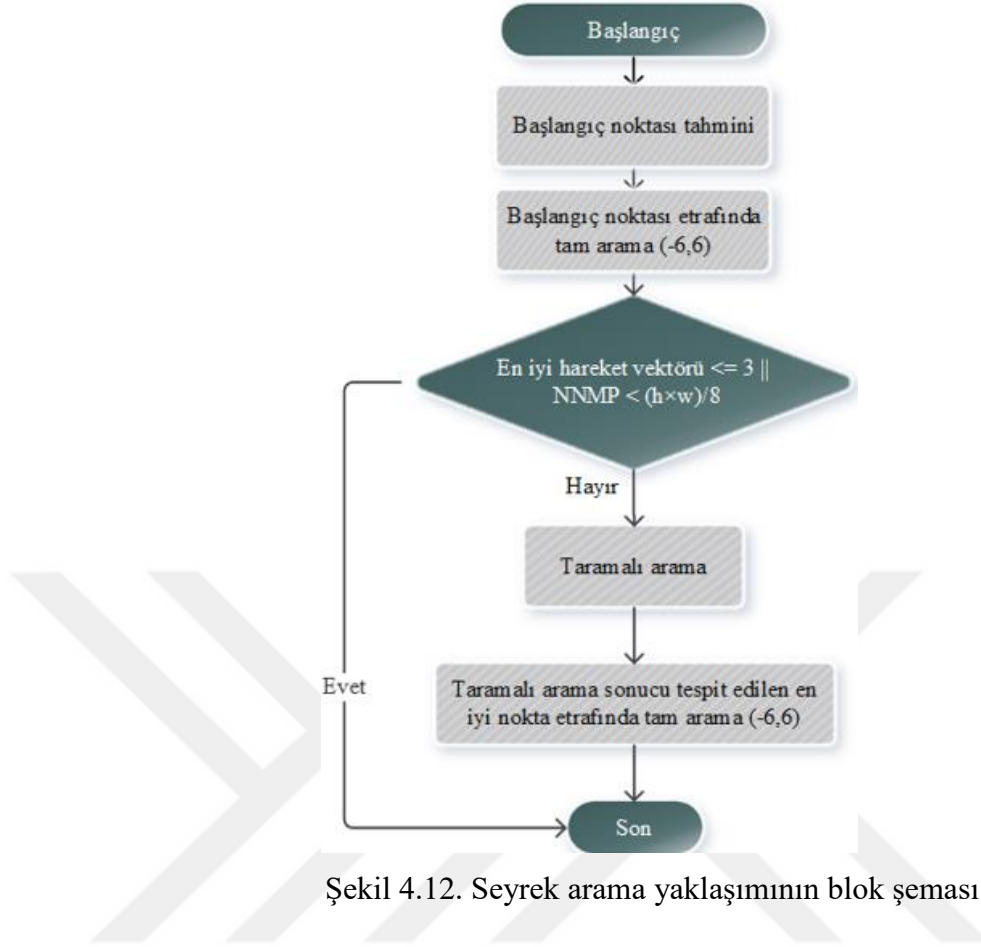 Başlangıç
Başlangıç noktası tahmini
Başlangıç noktası etrafında
tam arama (-6,6)
En iyi hareket vektörü <= 3 ||
NNMP < (h×w)/8
Hayır
Taramalı arama
Evet
Taramalı arama sonucu tespit edilen en
iyi nokta etrafında tam arama (-6,6)
Son
Şekil 4.12. Seyrek arama yaklaşımının blok şeması